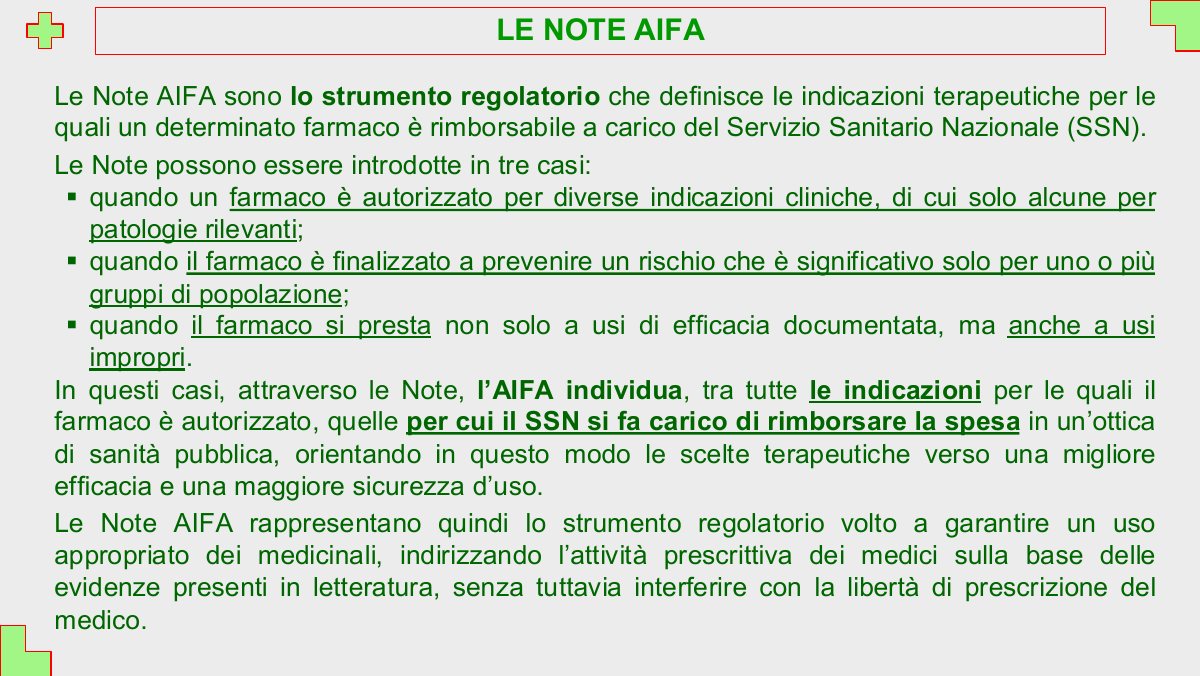 LE NOTE AIFA
Le Note AIFA sono lo strumento regolatorio che definisce le indicazioni terapeutiche per le
quali un determinato farmaco è rimborsabile a carico del Servizio Sanitario Nazionale (SSN).
Le Note possono essere introdotte in tre casi:
▪ quando un farmaco è autorizzato per diverse indicazioni cliniche, di cui solo alcune per
patologie rilevanti;
▪ quando il farmaco è finalizzato a prevenire un rischio che è significativo solo per uno o più
gruppi di popolazione;
▪ quando il farmaco si presta non solo a usi di efficacia documentata, ma anche a usi
impropri.
In questi casi, attraverso le Note, l’AIFA individua, tra tutte le indicazioni per le quali il
farmaco è autorizzato, quelle per cui il SSN si fa carico di rimborsare la spesa in un’ottica
di sanità pubblica, orientando in questo modo le scelte terapeutiche verso una migliore
efficacia e una maggiore sicurezza d’uso.
Le Note AIFA rappresentano quindi lo strumento regolatorio volto a garantire un uso
appropriato dei medicinali, indirizzando l’attività prescrittiva dei medici sulla base delle
evidenze presenti in letteratura, senza tuttavia interferire con la libertà di prescrizione del
medico.